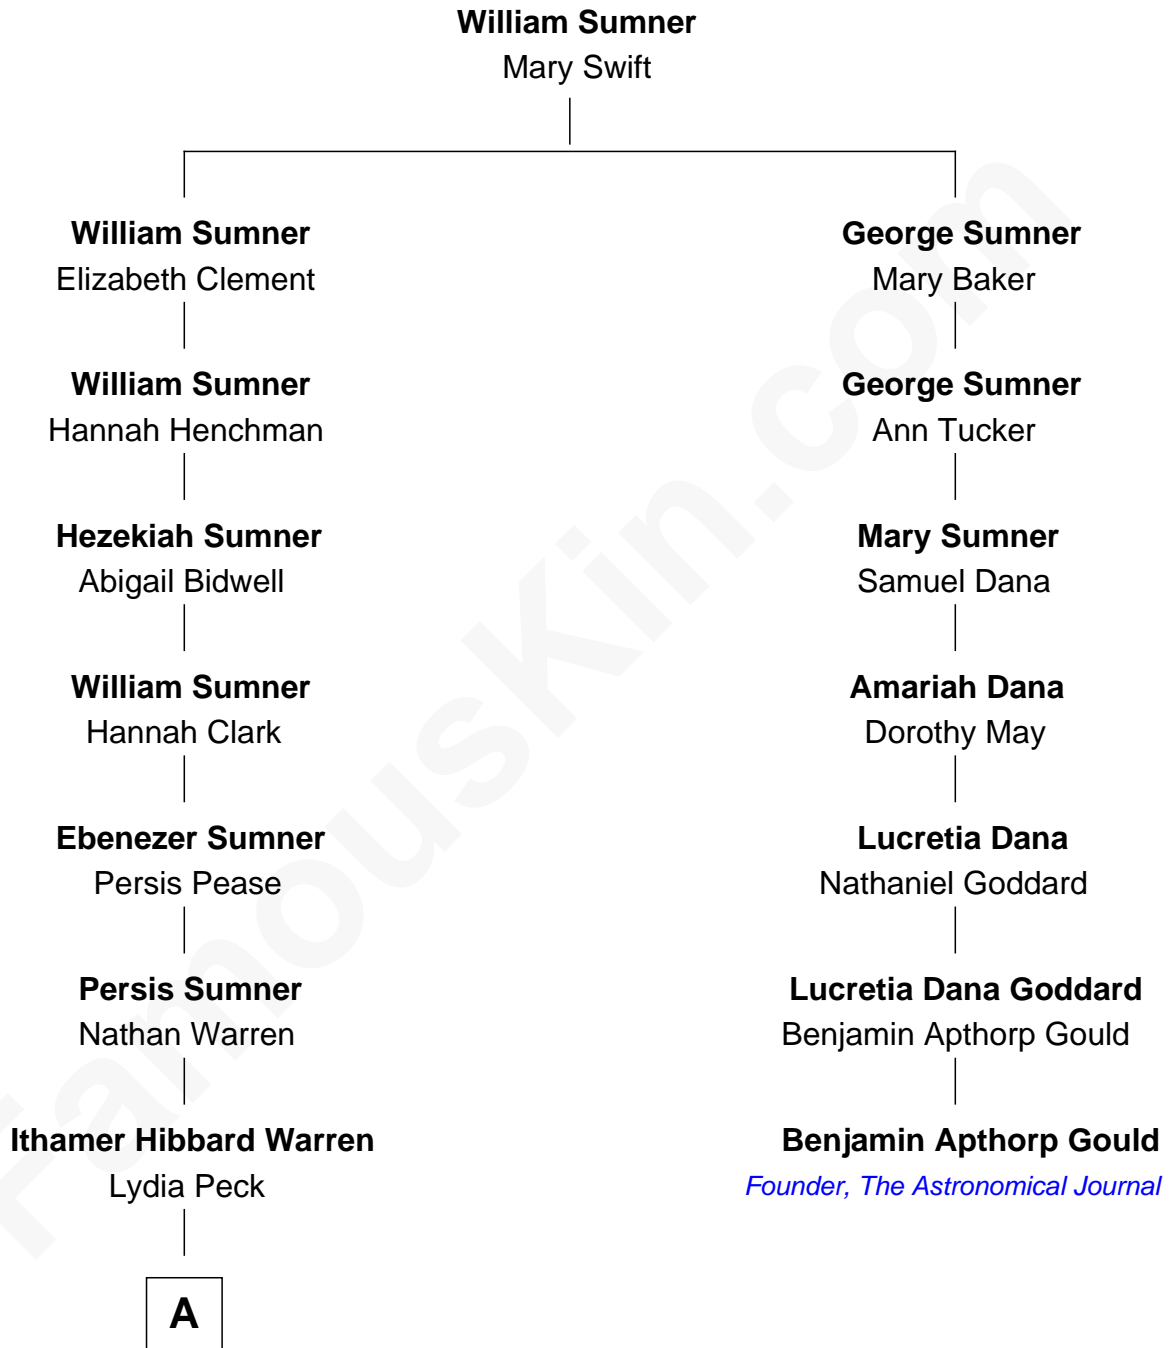 William Sumner
Mary Swift
William Sumner
Elizabeth Clement
George Sumner
Mary Baker
William Sumner
Hannah Henchman
George Sumner
Ann Tucker
Hezekiah Sumner
Abigail Bidwell
Mary Sumner
Samuel Dana
William Sumner
Hannah Clark
Amariah Dana
Dorothy May
Ebenezer Sumner
Persis Pease
Lucretia Dana
Nathaniel Goddard
Persis Sumner
Nathan Warren
Lucretia Dana Goddard
Benjamin Apthorp Gould
Ithamer Hibbard Warren
Lydia Peck
Benjamin Apthorp Gould
Founder, The Astronomical Journal
A
FamousKin.com